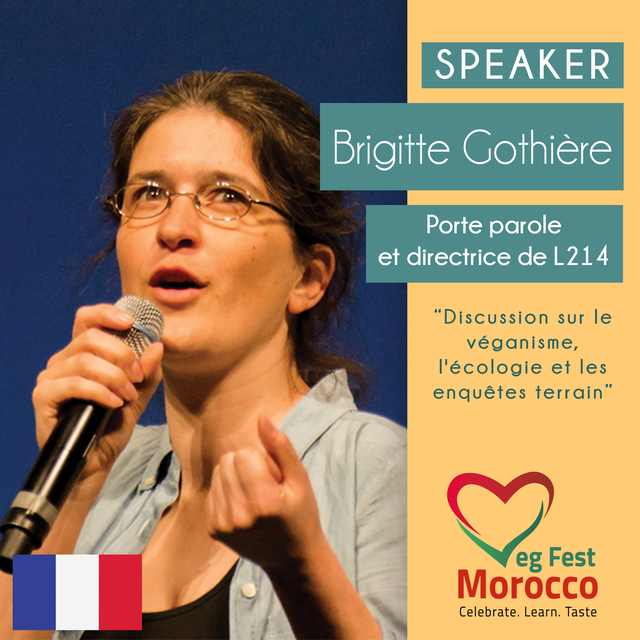 SPEAKER
Brigitte Gothière
Porte parole
et directrice de L214
“Discussion sur le
véganisme,
l'écologie et les
enquêtes terrain”
Veg Fest
Morocco
Celebrate. Learn. Taste